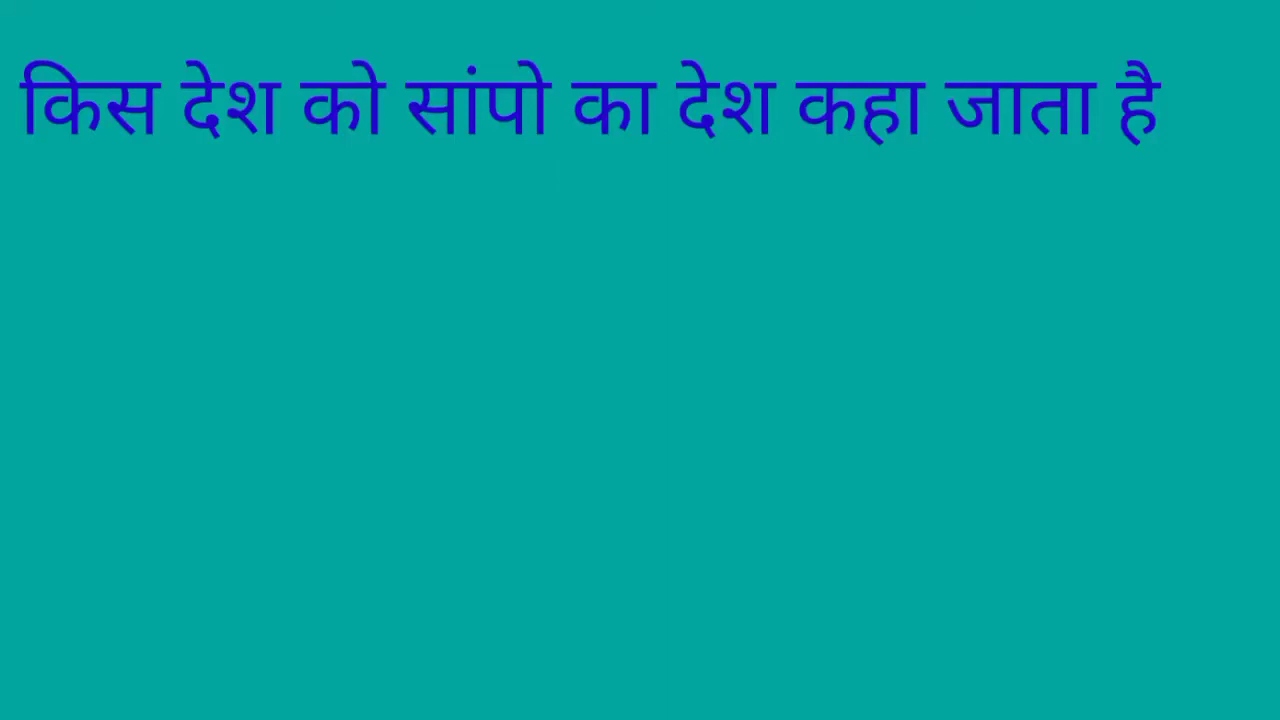 किस देश को सांपो का देश कहा जाता है